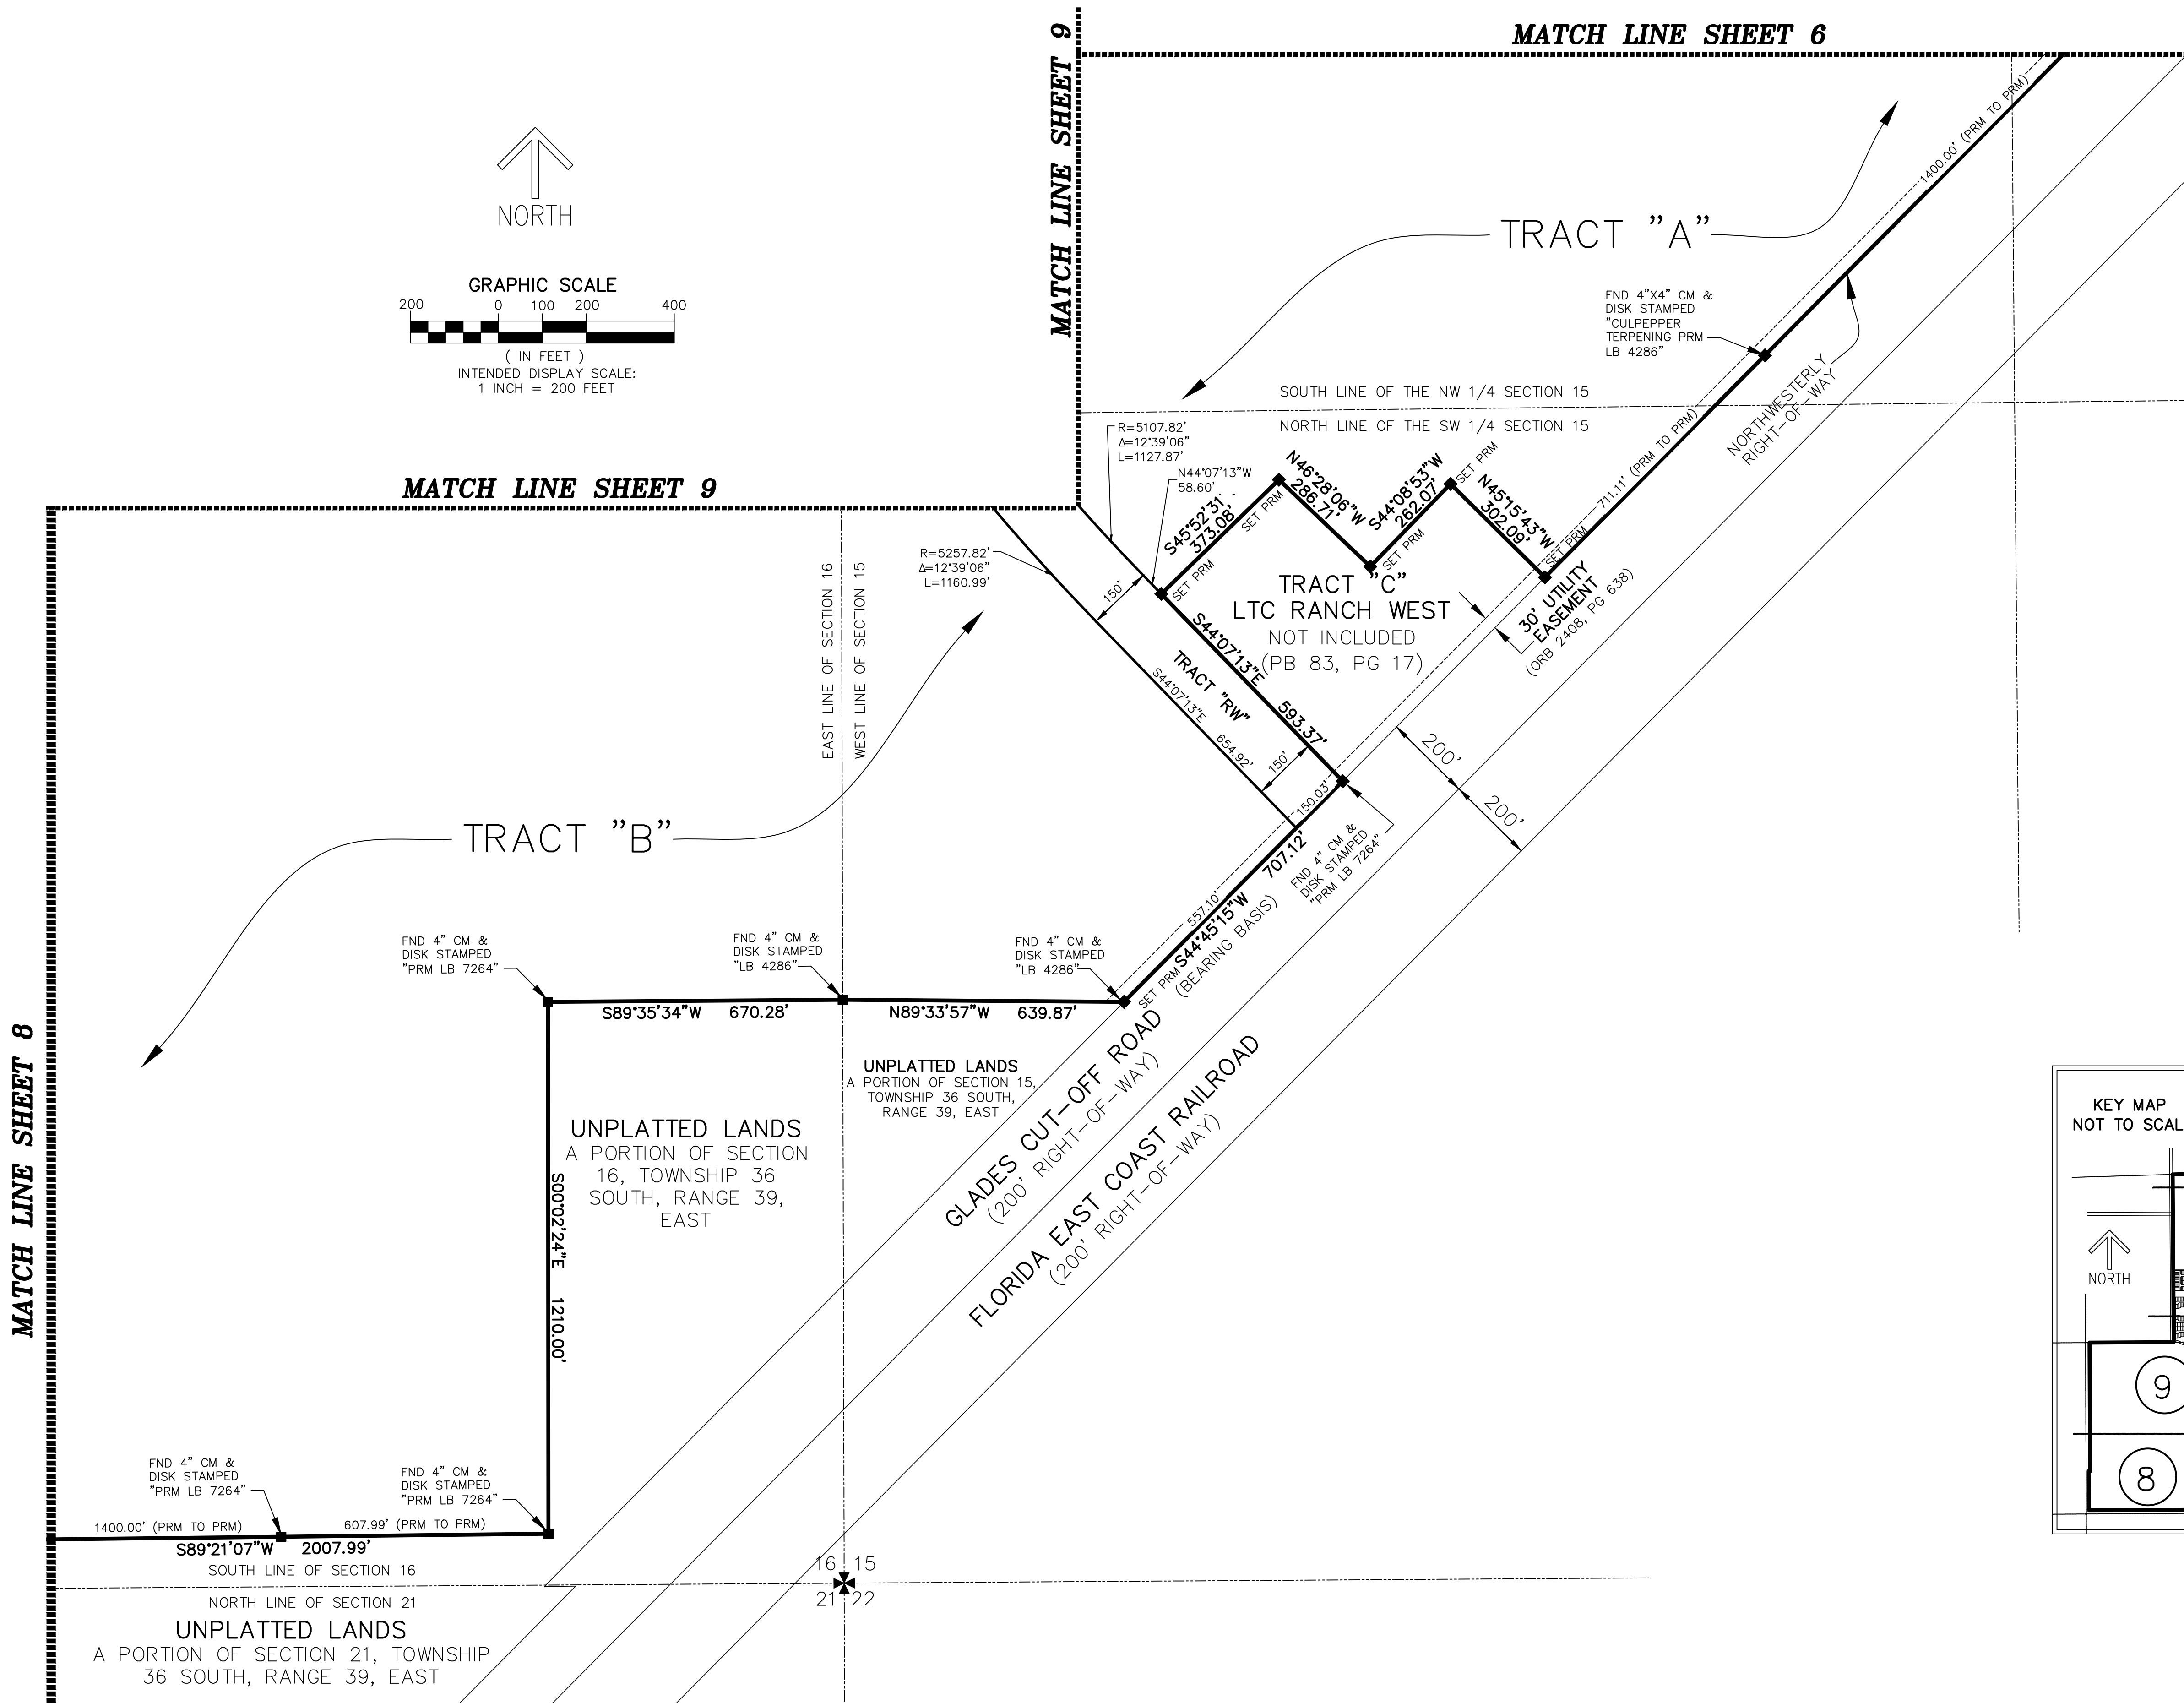 MATCH LINE SHEET 6
MATCH LINE SHEET 9
NORTH
GRAPHIC SCALE
200 0 100 200 400
( IN FEET )
INTENDED DISPLAY SCALE:
1 INCH = 200 FEET
MATCH LINE SHEET 9
TRACT "A"
1400.00' (PRM TO PRM)
FND 4"X4" CM &
DISK STAMPED
"CULPEPPER
TERPENING PRM
LB 4286"
NORTHWESTERLY
RIGHT-OF-WAY
SOUTH LINE OF THE NW 1/4 SECTION 15
NORTH LINE OF THE SW 1/4 SECTION 15
R=5107.82'
Δ=12°39'06"
L=1127.87'
N44°07'13"W
58.60'
S45°52'31
373.08'
SET PRM
SET PRM
N46°28'06"W
286.71'
S44°08'53"W
262.07'
SET PRM
SET PRM
N45°15'43"W
302.09'
SET PRM
711.11' (PRM TO PRM)
R=5257.82'
Δ=12°39'06"
L=1160.99'
150'
TRACT "C"
LTC RANCH WEST
NOT INCLUDED
(PB 83, PG 17)
30' UTILITY
EASEMENT
(ORB 2408, PG 638)
S44°07'13"E 593.37'
TRACT "RW"
S44°07'13"E 654.92'
150'
150.03'
200'
200'
EAST LINE OF SECTION 16
WEST LINE OF SECTION 15
TRACT "B"
FND 4" CM &
DISK STAMPED
"PRM LB 7264"
557.10'
S44°45'15"W 707.12'
(BEARING BASIS)
SET PRM
FND 4" CM &
DISK STAMPED
"PRM LB 7264"
FND 4" CM &
DISK STAMPED
"LB 4286"
FND 4" CM &
DISK STAMPED
"LB 4286"
S89°35'34"W 670.28'
N89°33'57"W 639.87'
UNPLATTED LANDS
A PORTION OF SECTION 15,
TOWNSHIP 36 SOUTH,
RANGE 39, EAST
UNPLATTED LANDS
A PORTION OF SECTION
16, TOWNSHIP 36
SOUTH, RANGE 39,
EAST
GLADES CUT-OFF ROAD
(200' RIGHT-OF-WAY)
FLORIDA EAST COAST RAILROAD
(200' RIGHT-OF-WAY)
S00°02'24"E 1210.00'
MATCH LINE SHEET 8
FND 4" CM &
DISK STAMPED
"PRM LB 7264"
FND 4" CM &
DISK STAMPED
"PRM LB 7264"
1400.00' (PRM TO PRM)
607.99' (PRM TO PRM)
S89°21'07"W 2007.99'
SOUTH LINE OF SECTION 16
NORTH LINE OF SECTION 21
UNPLATTED LANDS
A PORTION OF SECTION 21, TOWNSHIP
36 SOUTH, RANGE 39, EAST
16 15
21 22
KEY MAP
NOT TO SCAL
NORTH
9
8